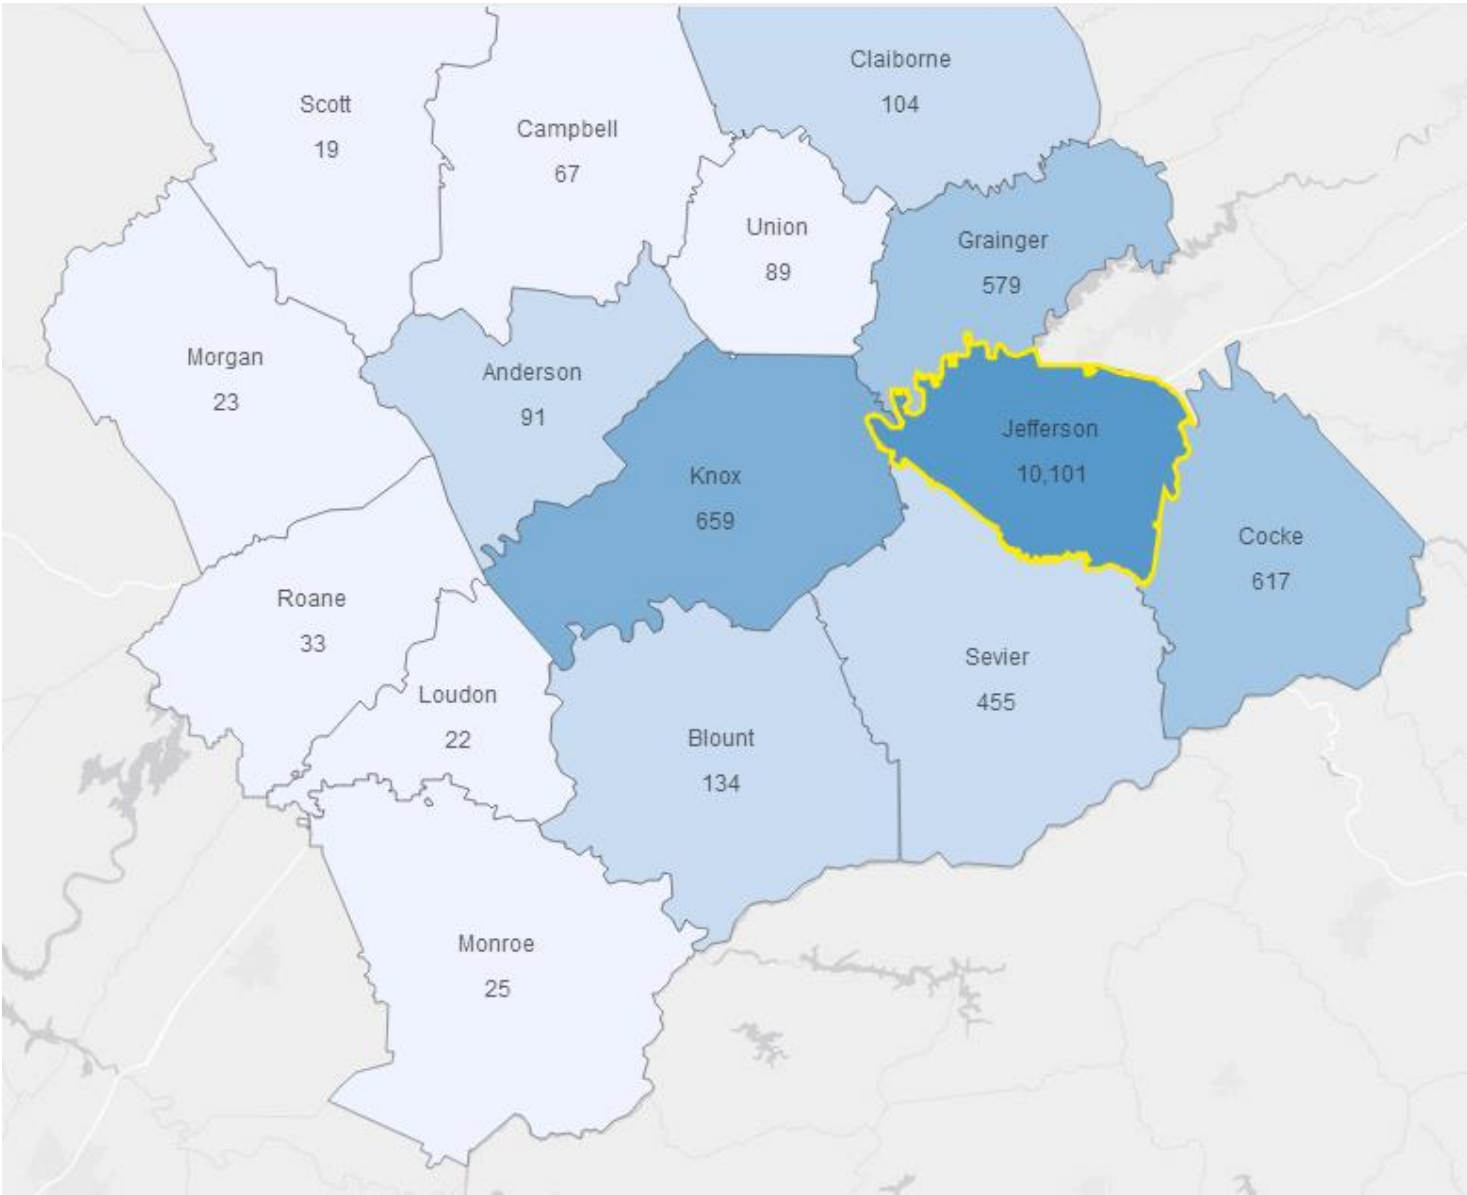 Claiborne
104
Scott
19
Campbell
67
Union
89
Grainger
579
Morgan
23
Anderson
91
Jefferson
10,101
Knox
659
Cocke
617
Roane
33
Sevier
455
Loudon
22
Blount
134
Monroe
25